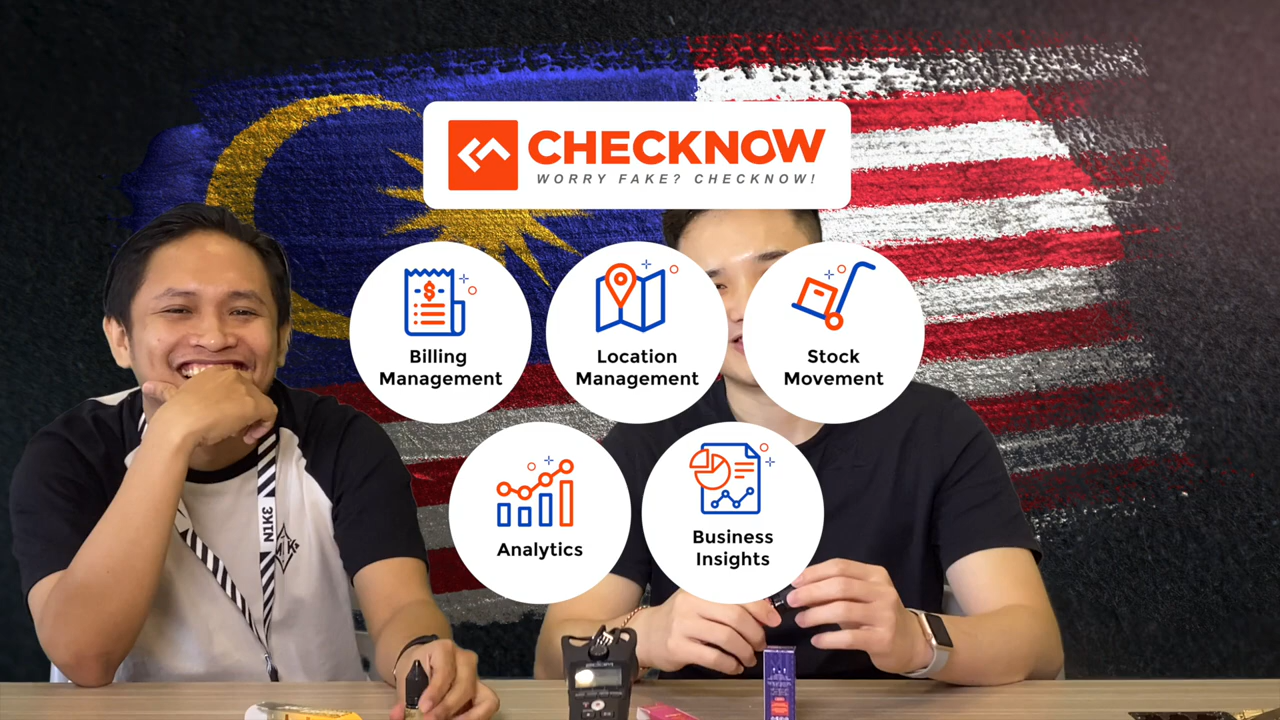 CHECKNOW
WORRY FAKE? CHECKNOW!
Billing
Management
Location
Management
Stock
Movement
Analytics
Business
Insights
NIKE